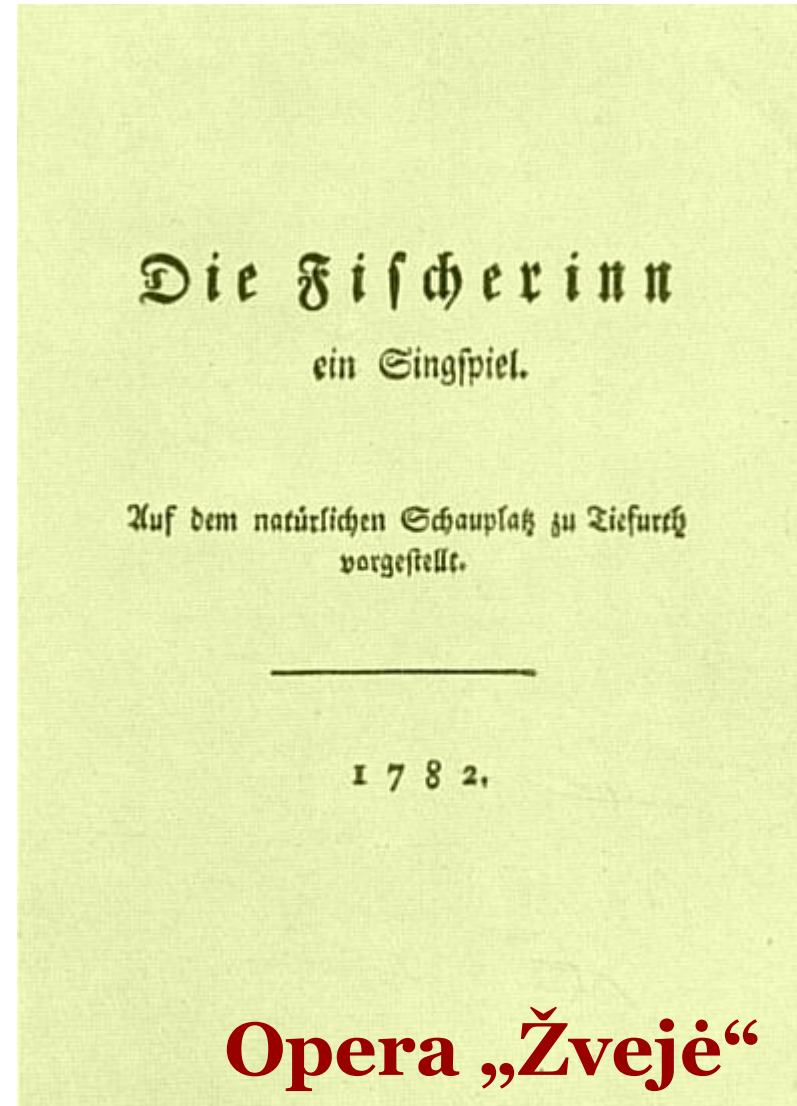 Die Fiſcherinn
ein Singſpiel.
Auf dem natürlichen Schauplatz zu Tiefurth
vorgeſtellt.
1782.
Opera „Žvejė“